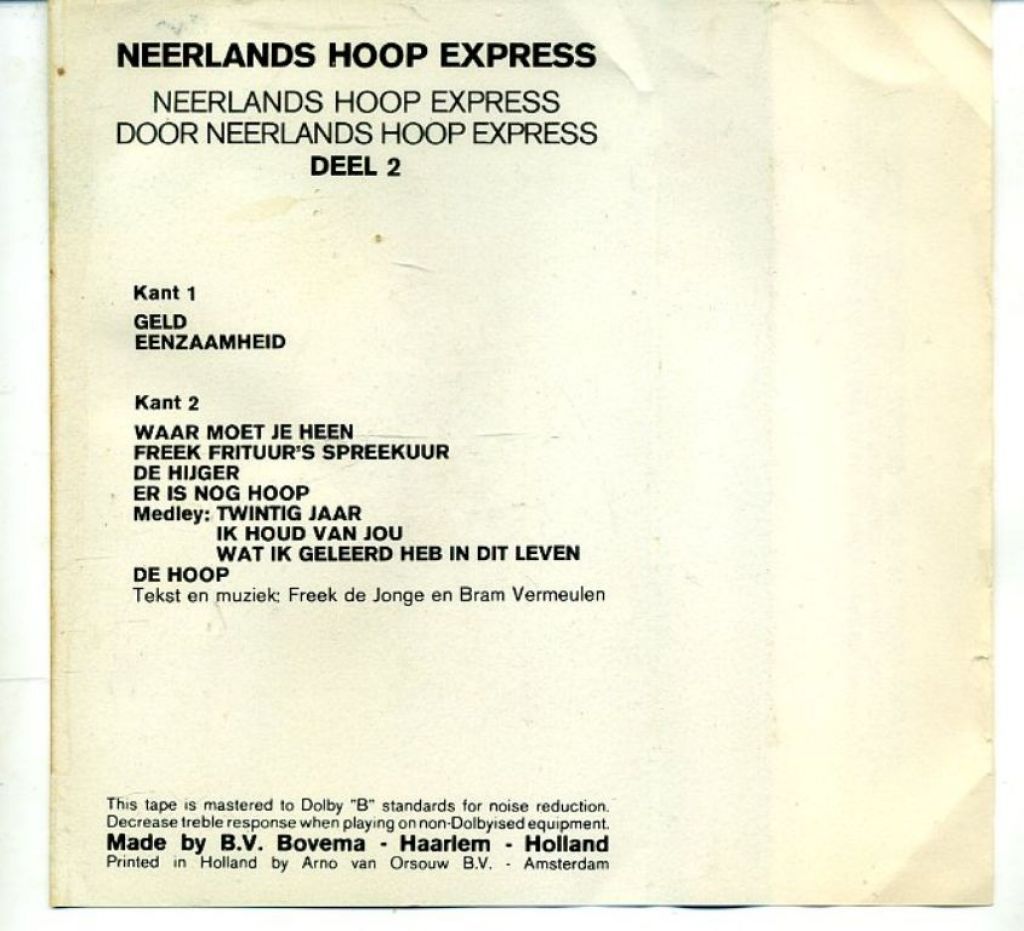 NEERLANDS HOOP EXPRESS
NEERLANDS HOOP EXPRESS
DOOR NEERLANDS HOOP EXPRESS
DEEL 2
Kant 1
GELD
EENZAAMHEID
Kant 2
WAAR MOET JE HEEN
FREEK FRITUUR'S SPREEKUUR
DE HIJGER
ER IS NOG HOOP
Medley: TWINTIG JAAR
IK HOUD VAN JOU
WAT IK GELEERD HEB IN DIT LEVEN
DE HOOP
Tekst en muziek: Freek de Jonge en Bram Vermeulen
This tape is mastered to Dolby "B" standards for noise reduction.
Decrease treble response when playing on non-Dolbyised equipment.
Made by B.V. Bovema - Haarlem - Holland
Printed in Holland by Arno van Orsouw B.V. - Amsterdam